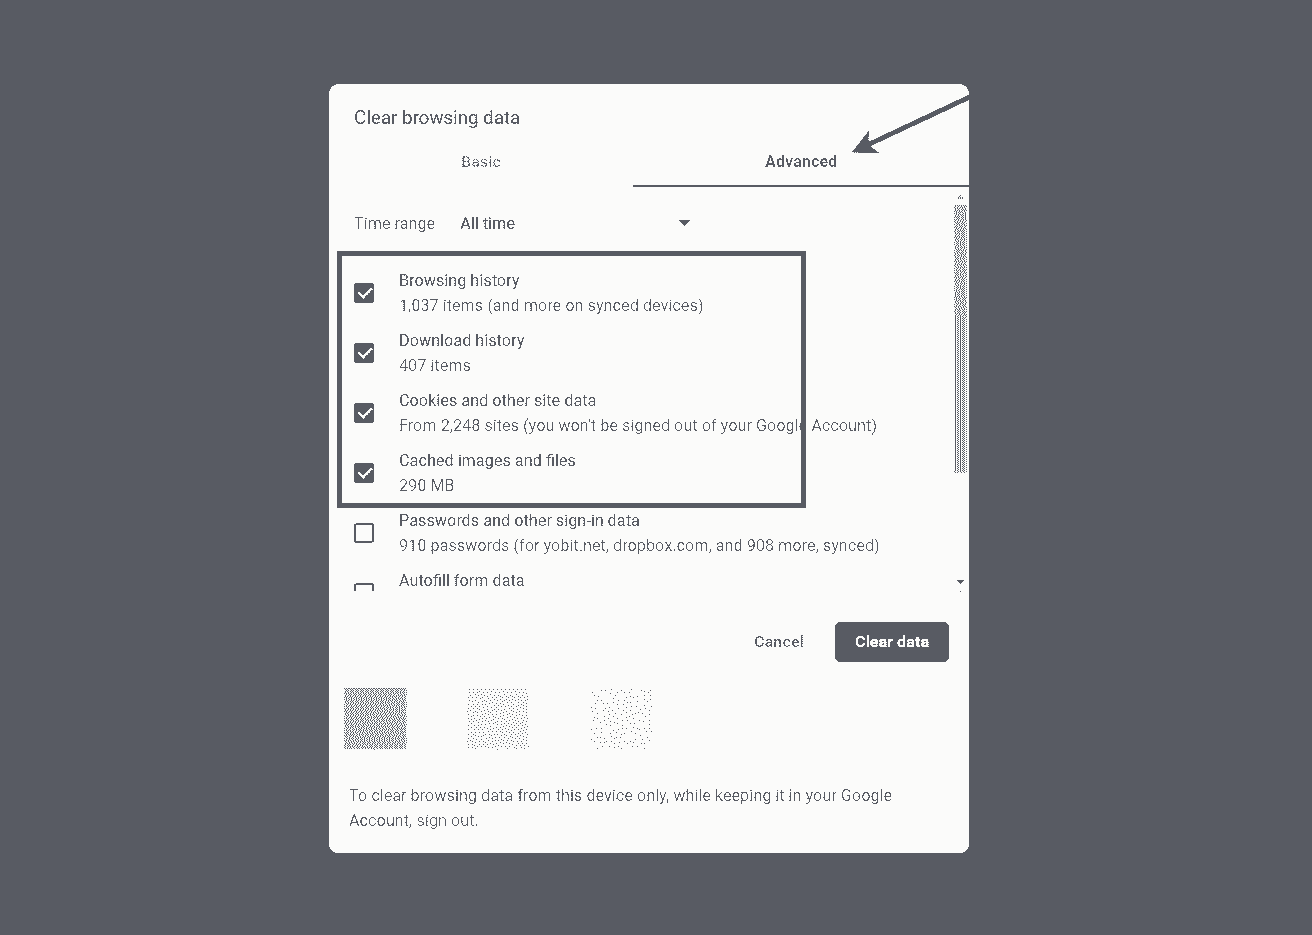 Clear browsing data
Basic
Advanced
Time range
All time
Browsing history
1,037 items (and more on synced devices)
Download history
407 items
Cookies and other site data
From 2,248 sites (you won't be signed out of your Google Account)
Cached images and files
290 MB
Passwords and other sign-in data
910 passwords (for yobit.net, dropbox.com, and 908 more, synced)
Autofill form data
Cancel
Clear data
To clear browsing data from this device only, while keeping it in your Google
Account, sign out.